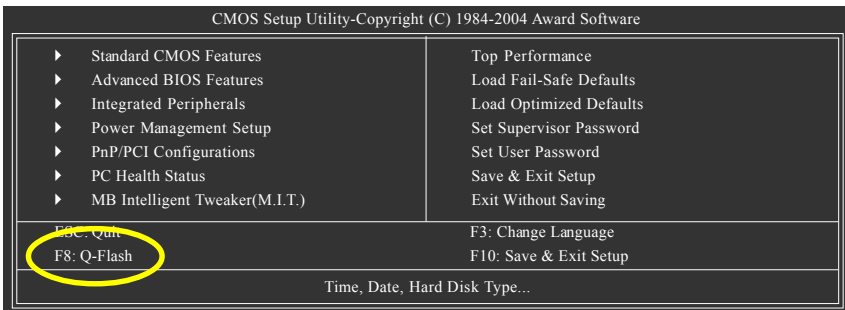 CMOS Setup Utility-Copyright (C) 1984-2004 Award Software
Standard CMOS Features
Advanced BIOS Features
Integrated Peripherals
Power Management Setup
PnP/PCI Configurations
PC Health Status
MB Intelligent Tweaker(M.I.T.)
Top Performance
Load Fail-Safe Defaults
Load Optimized Defaults
Set Supervisor Password
Set User Password
Save & Exit Setup
Exit Without Saving
ESC: Quit
F8: Q-Flash
F3: Change Language
F10: Save & Exit Setup
Time, Date, Hard Disk Type...